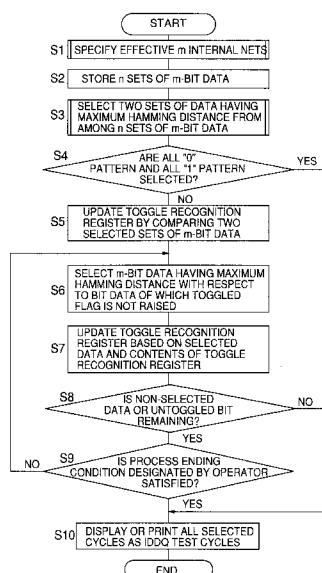 START
S1 SPECIFY EFFECTIVE m INTERNAL NETS
S2 STORE n SETS OF m-BIT DATA
S3 SELECT TWO SETS OF DATA HAVING
MAXIMUM HAMMING DISTANCE FROM
AMONG n SETS OF m-BIT DATA
S4 ARE ALL "0"
PATTERN AND ALL "1" PATTERN
SELECTED?
YES
NO
S5 UPDATE TOGGLE RECOGNITION
REGISTER BY COMPARING TWO
SELECTED SETS OF m-BIT DATA
S6 SELECT m-BIT DATA HAVING MAXIMUM
HAMMING DISTANCE WITH RESPECT
TO BIT DATA OF WHICH TOGGLED
FLAG IS NOT RAISED
S7 UPDATE TOGGLE RECOGNITION
REGISTER BASED ON SELECTED
DATA AND CONTENTS OF TOGGLE
RECOGNITION REGISTER
S8 IS NON-SELECTED
DATA OR UNTOGGLED BIT
REMAINING?
NO
YES
S9 IS PROCESS ENDING
CONDITION DESIGNATED BY OPERATOR
SATISFIED?
NO
YES
S10 DISPLAY OR PRINT ALL SELECTED
CYCLES AS IDDQ TEST CYCLES
END